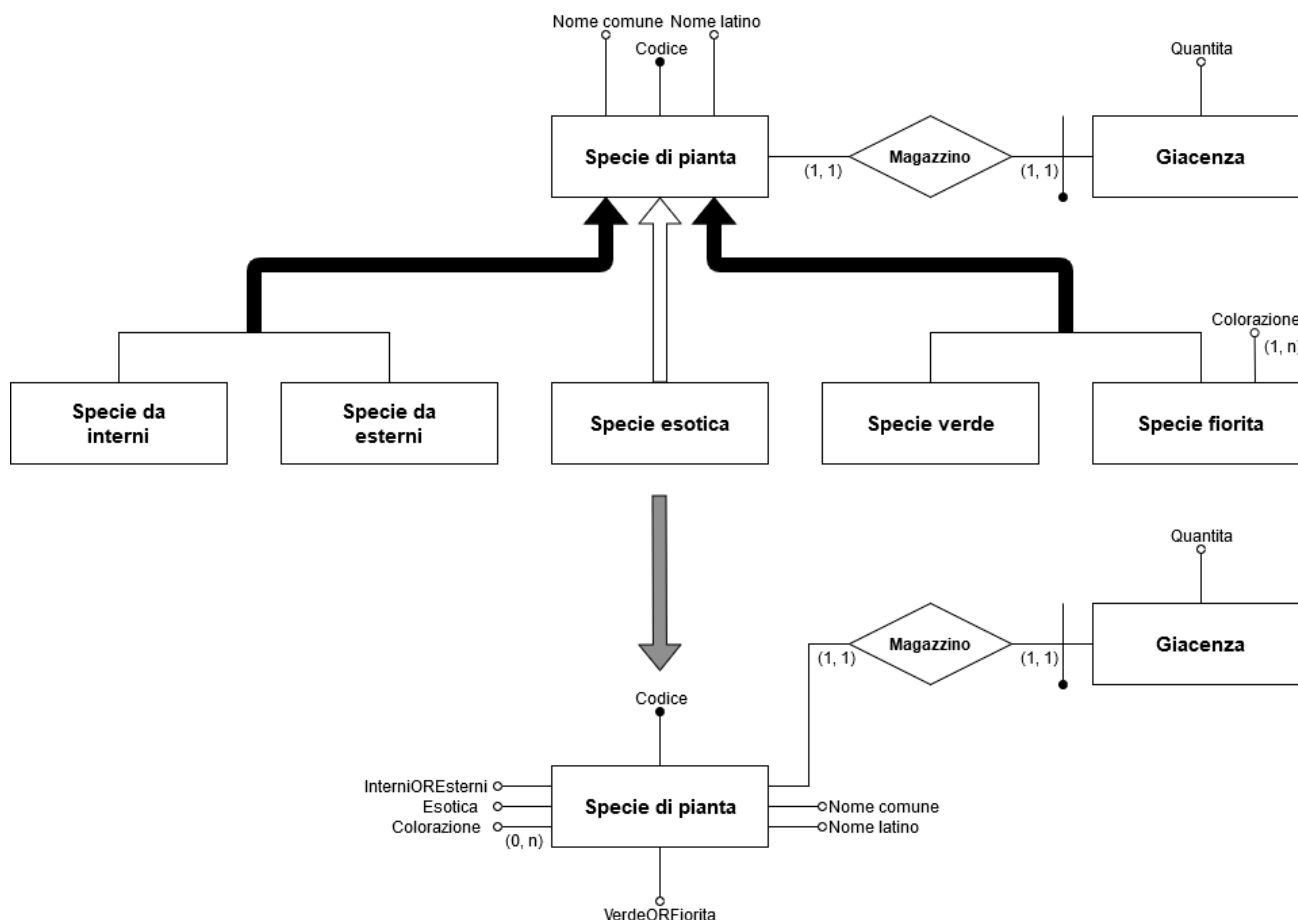 Nome comune
Nome latino
Codice
Quantita
Specie di pianta
(1, 1)
Magazzino
(1, 1)
Giacenza
Colorazione
(1, n)
Specie da
interni
Specie da
esterni
Specie esotica
Specie verde
Specie fiorita
Quantita
(1, 1)
Magazzino
(1, 1)
Giacenza
Codice
InterniOREsterni
Esotica
Colorazione
(0, n)
Specie di pianta
Nome comune
Nome latino
VerdeORFiorita